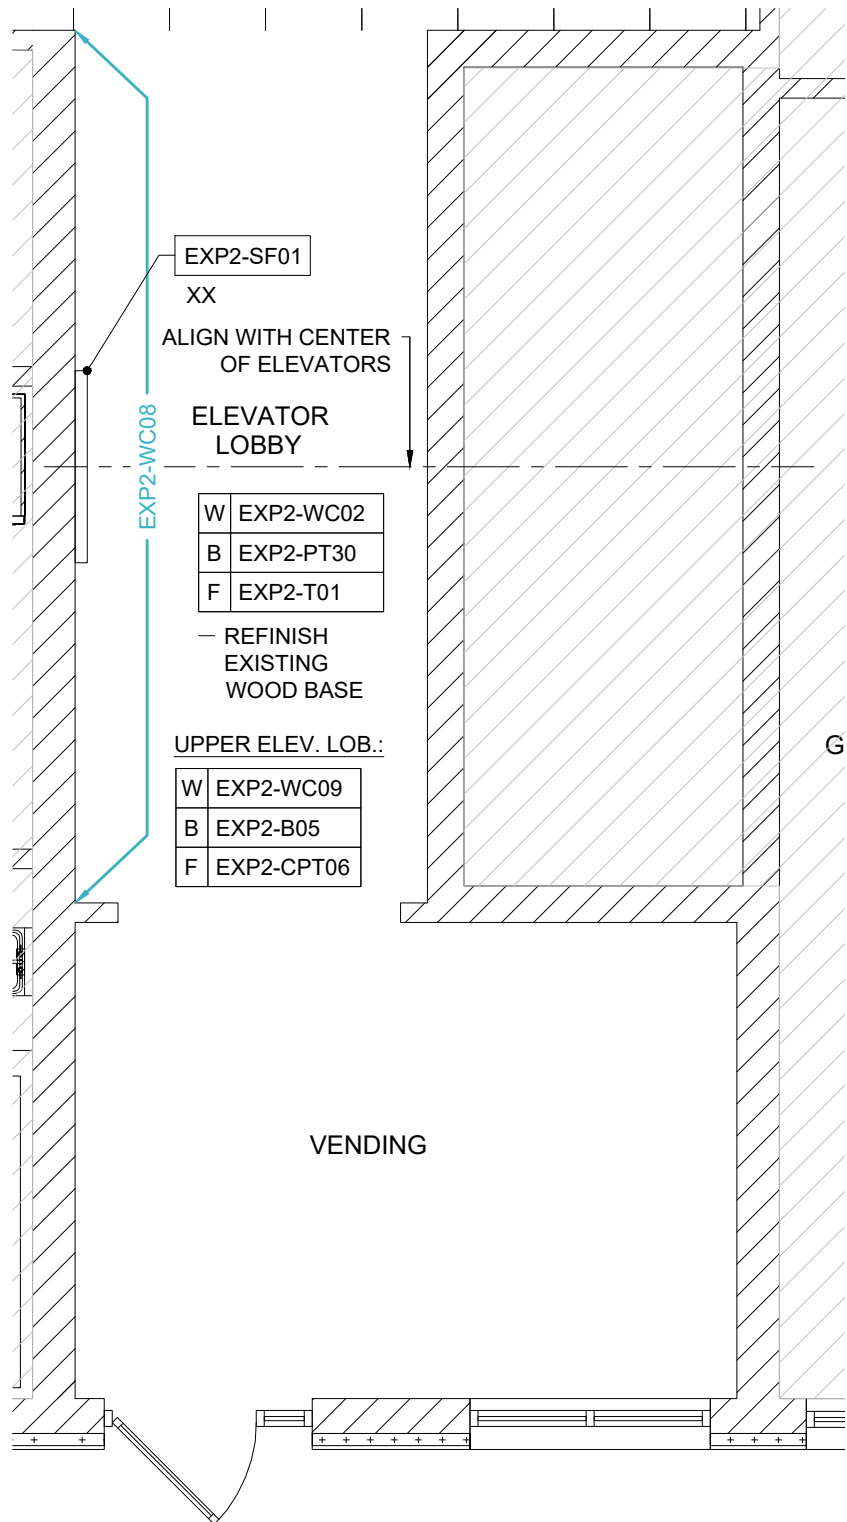 EXP2-SF01
XX
ALIGN WITH CENTER
OF ELEVATORS
EXP2-WC08
ELEVATOR
LOBBY
W EXP2-WC02
B EXP2-PT30
F EXP2-T01
— REFINISH
EXISTING
WOOD BASE
UPPER ELEV. LOB.:
W EXP2-WC09
B EXP2-B05
F EXP2-CPT06
G
VENDING